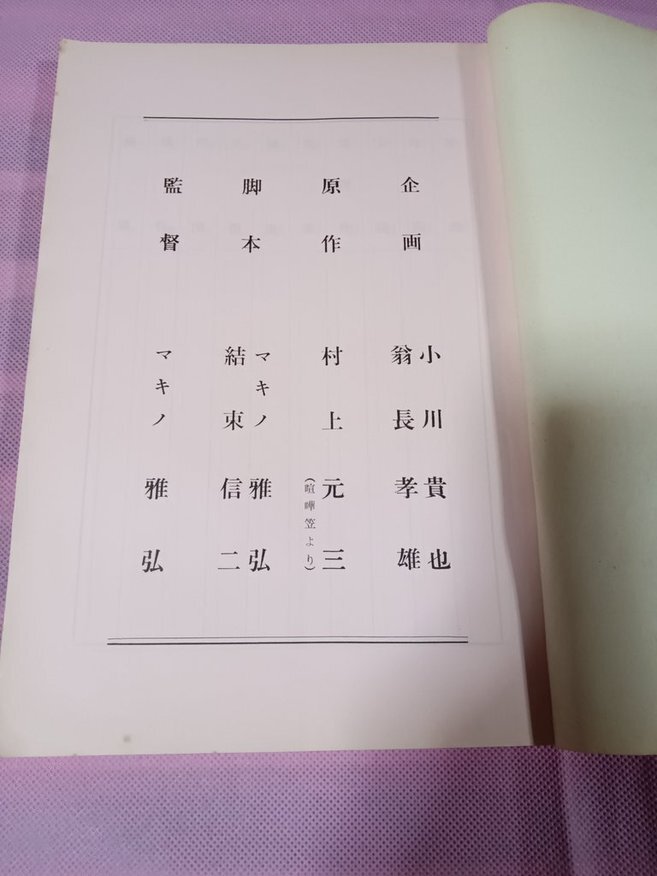 企画
小川貴也
翁長孝雄
原作
村上元三
(喧嘩笠より)
脚本
マキノ雅弘
結束信二
監督
マキノ雅弘